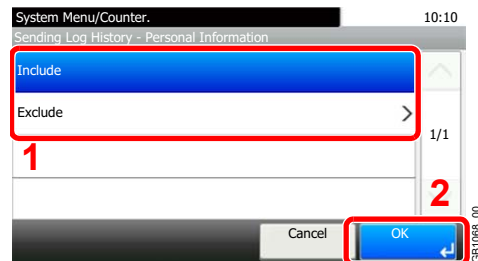 System Menu/Counter. 10:10
Sending Log History - Personal Information
Include
Exclude
1/1
1
2
Cancel OK
GB1068_00